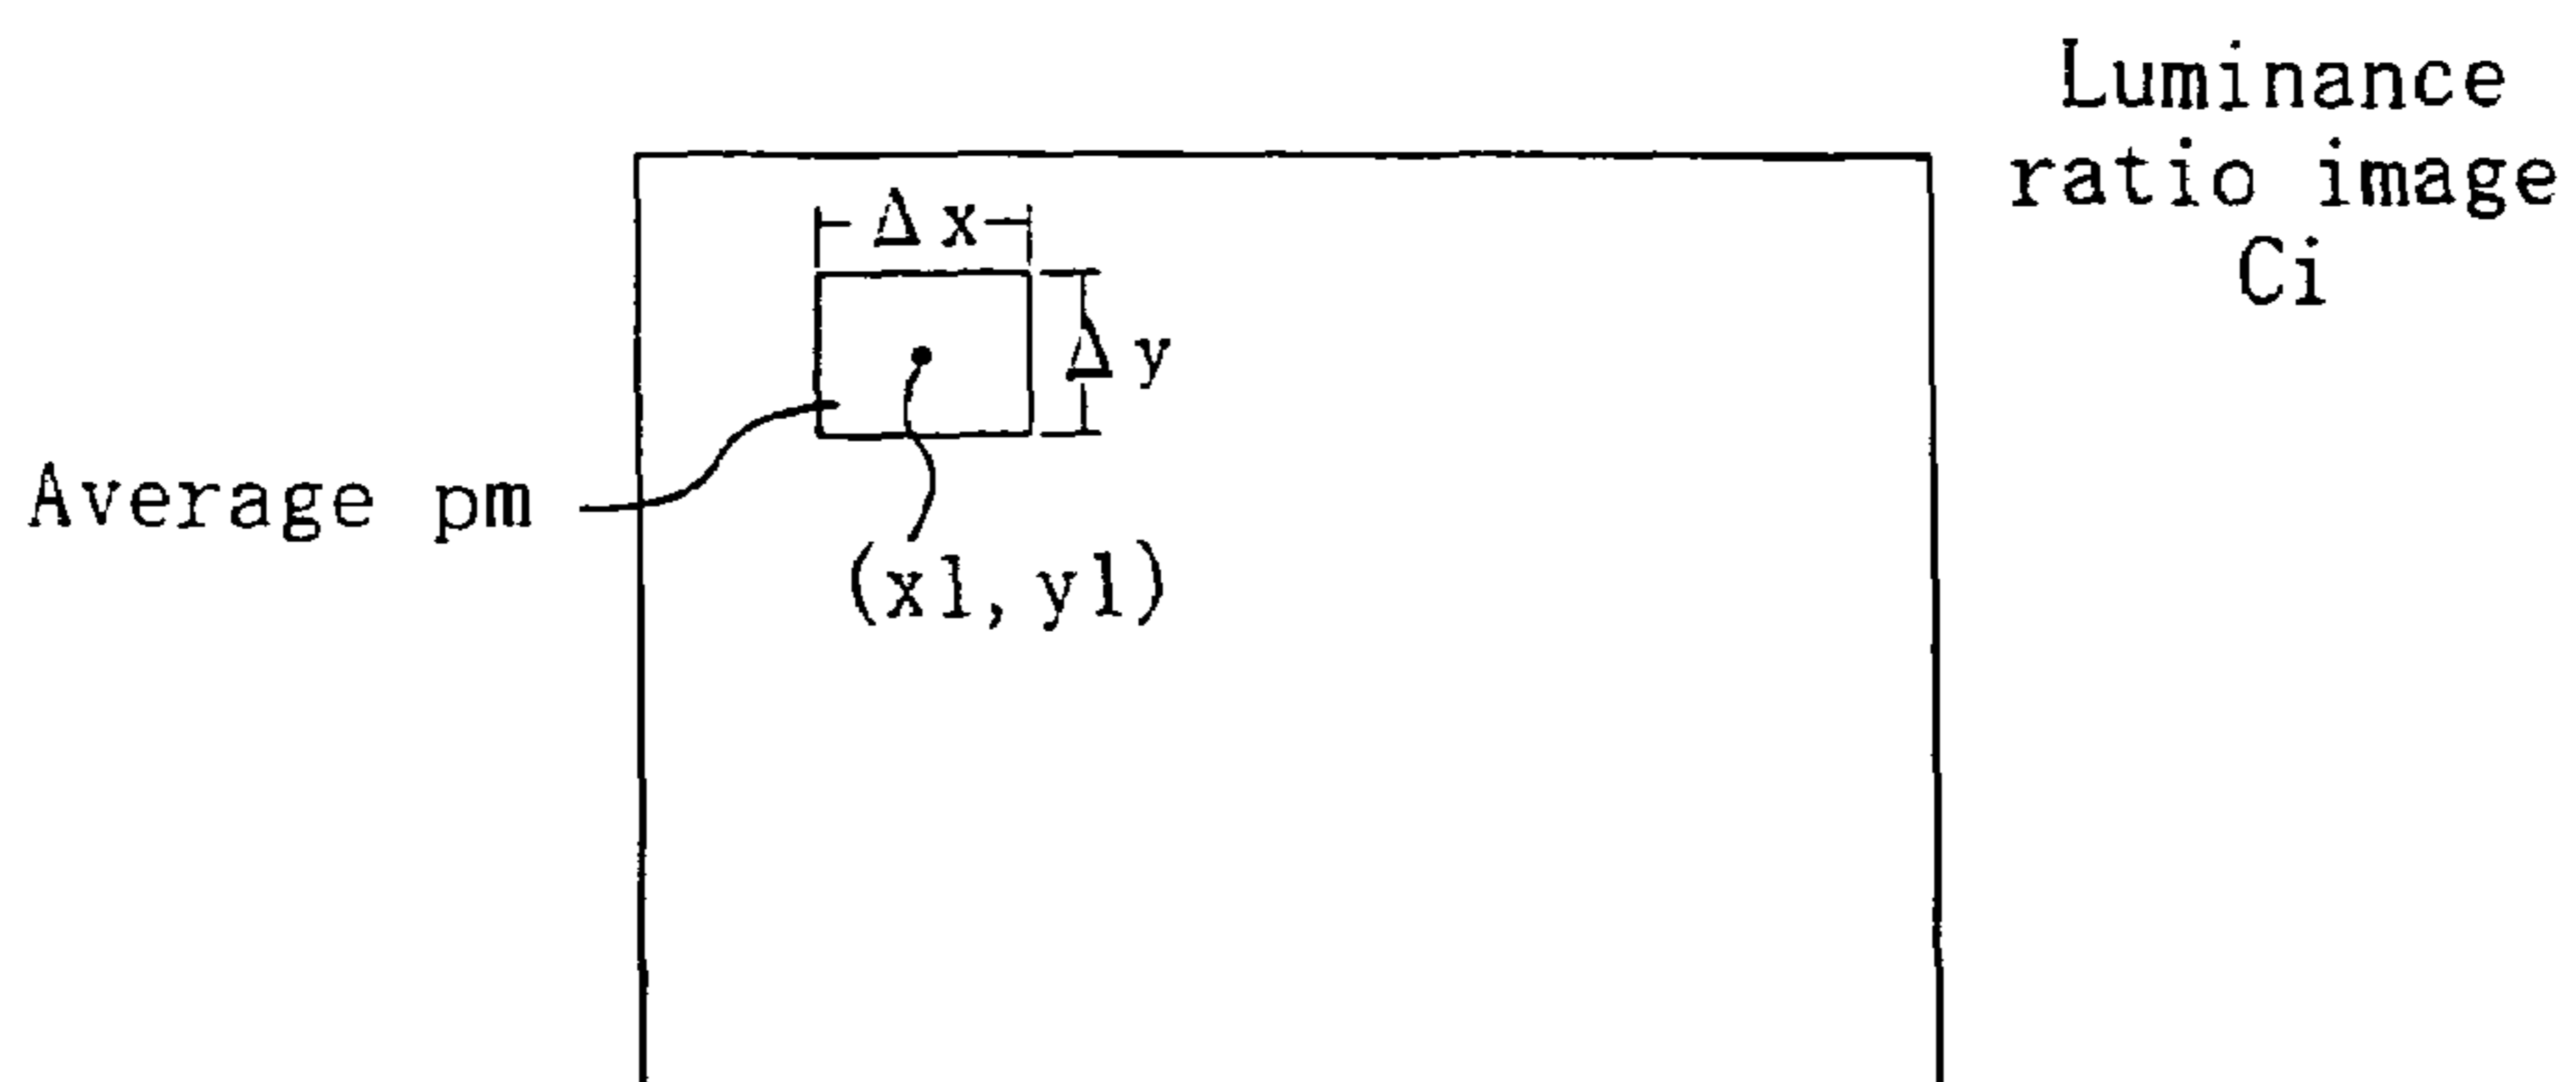 Luminance
ratio image
Ci
Δx
Δy
Average pm
(x1, y1)